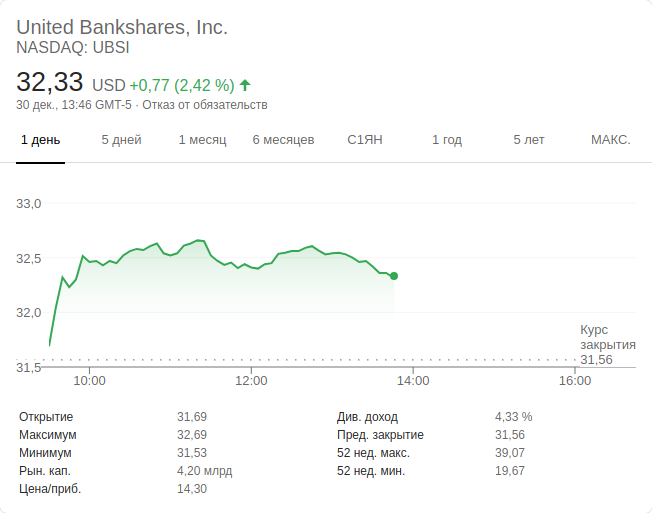 United Bankshares, Inc.
NASDAQ: UBSI
32,33 USD +0,77 (2,42 %)
30 дек., 13:46 GMT-5 · Отказ от обязательств
1 день 5 дней 1 месяц 6 месяцев С1ЯН 1 год 5 лет МАКС.
33,0
32,5
32,0
Курс
закрытия
31,56
31,5
10:00 12:00 14:00 16:00
Открытие 31,69 Див. доход 4,33 %
Максимум 32,69 Пред. закрытие 31,56
Минимум 31,53 52 нед. макс. 39,07
Рын. кап. 4,20 млрд 52 нед. мин. 19,67
Цена/приб. 14,30